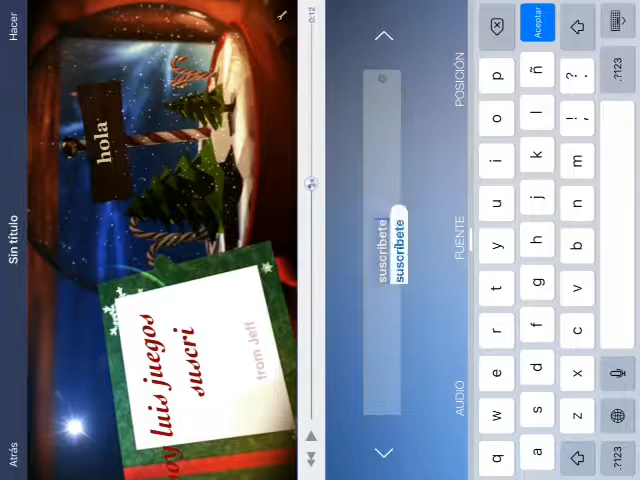 Atrás
Sin título
Hacer
hola
oy luis juegos
suscri
from Jeff
-0:12
suscribete
suscríbete
AUDIO
FUENTE
POSICIÓN
q w e r t y u i o p
a s d f g h j k l ñ
Aceptar
z x c v b n m ! , ? .
.?123
.?123